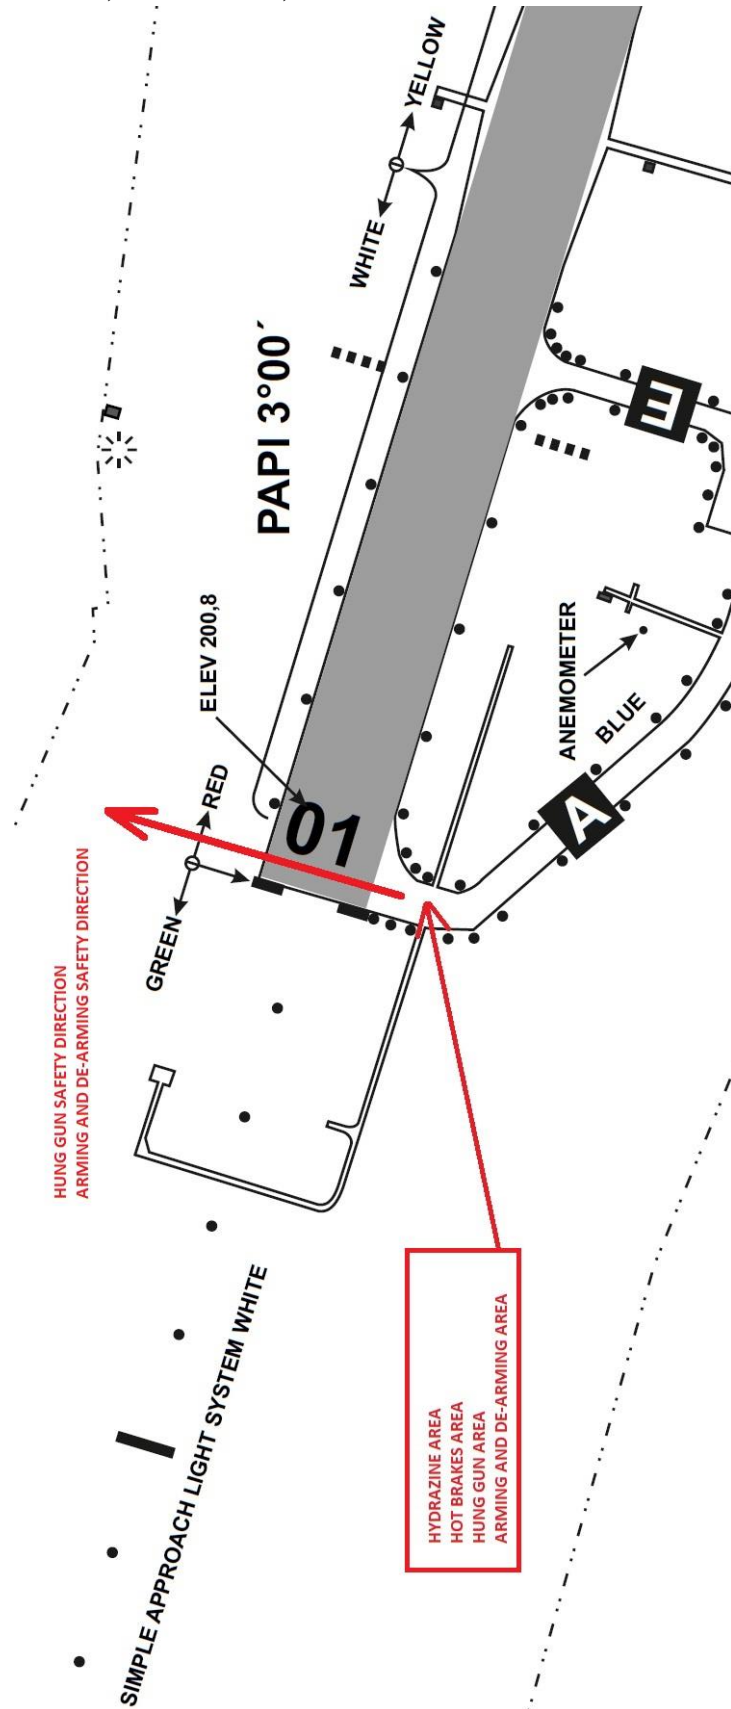 YELLOW
WHITE
PAPI 3°00´
E
ELEV 200,8
ANEMOMETER
BLUE
RED
01
A
GREEN
HUNG GUN SAFETY DIRECTION
ARMING AND DE-ARMING SAFETY DIRECTION
SIMPLE APPROACH LIGHT SYSTEM WHITE
HYDRAZINE AREA
HOT BRAKES AREA
HUNG GUN AREA
ARMING AND DE-ARMING AREA